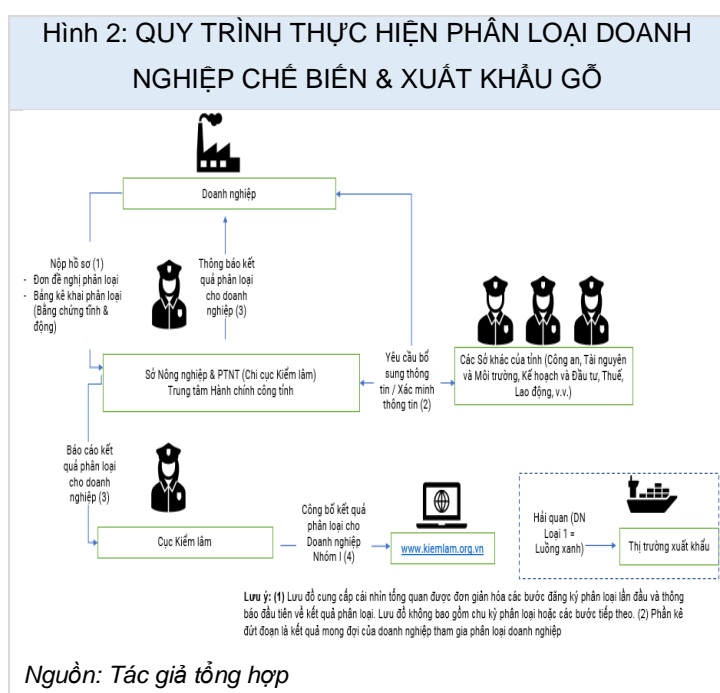 Hình 2: QUY TRÌNH THỰC HIỆN PHÂN LOẠI DOANH
NGHIỆP CHẾ BIẾN & XUẤT KHẨU GỖ
Doanh nghiệp
Nộp hồ sơ (1)
- Đơn đề nghị phân loại
- Bảng kê khai phân loại
(Bằng chứng tĩnh &
động)
Thông báo kết
quả phân loại
cho doanh
nghiệp (3)
Yêu cầu bổ
sung thông
tin / Xác minh
thông tin (2)
Các Sở khác của tỉnh (Công an, Tài nguyên
và Môi trường, Kế hoạch và Đầu tư, Thuế,
Lao động, v.v.)
Sở Nông nghiệp & PTNT (Chi cục Kiểm lâm)
Trung tâm Hành chính công tỉnh
Báo cáo kết
quả phân loại
cho doanh
nghiệp (3)
Cục Kiểm lâm
Công bố kết quả
phân loại cho
Doanh nghiệp
Nhóm I (4)
www.kiemlam.org.vn
Hải quan (DN
Loại 1 =
Luồng xanh)
Thị trường xuất khẩu
Lưu ý: (1) Lưu đồ cung cấp cái nhìn tổng quan được đơn giản hóa các bước đăng ký phân loại lần đầu và thông
báo đầu tiên về kết quả phân loại. Lưu đồ không bao gồm chu kỳ phân loại hoặc các bước tiếp theo. (2) Phần kẻ
đứt đoạn là kết quả mong đợi của doanh nghiệp tham gia phân loại doanh nghiệp
Nguồn: Tác giả tổng hợp